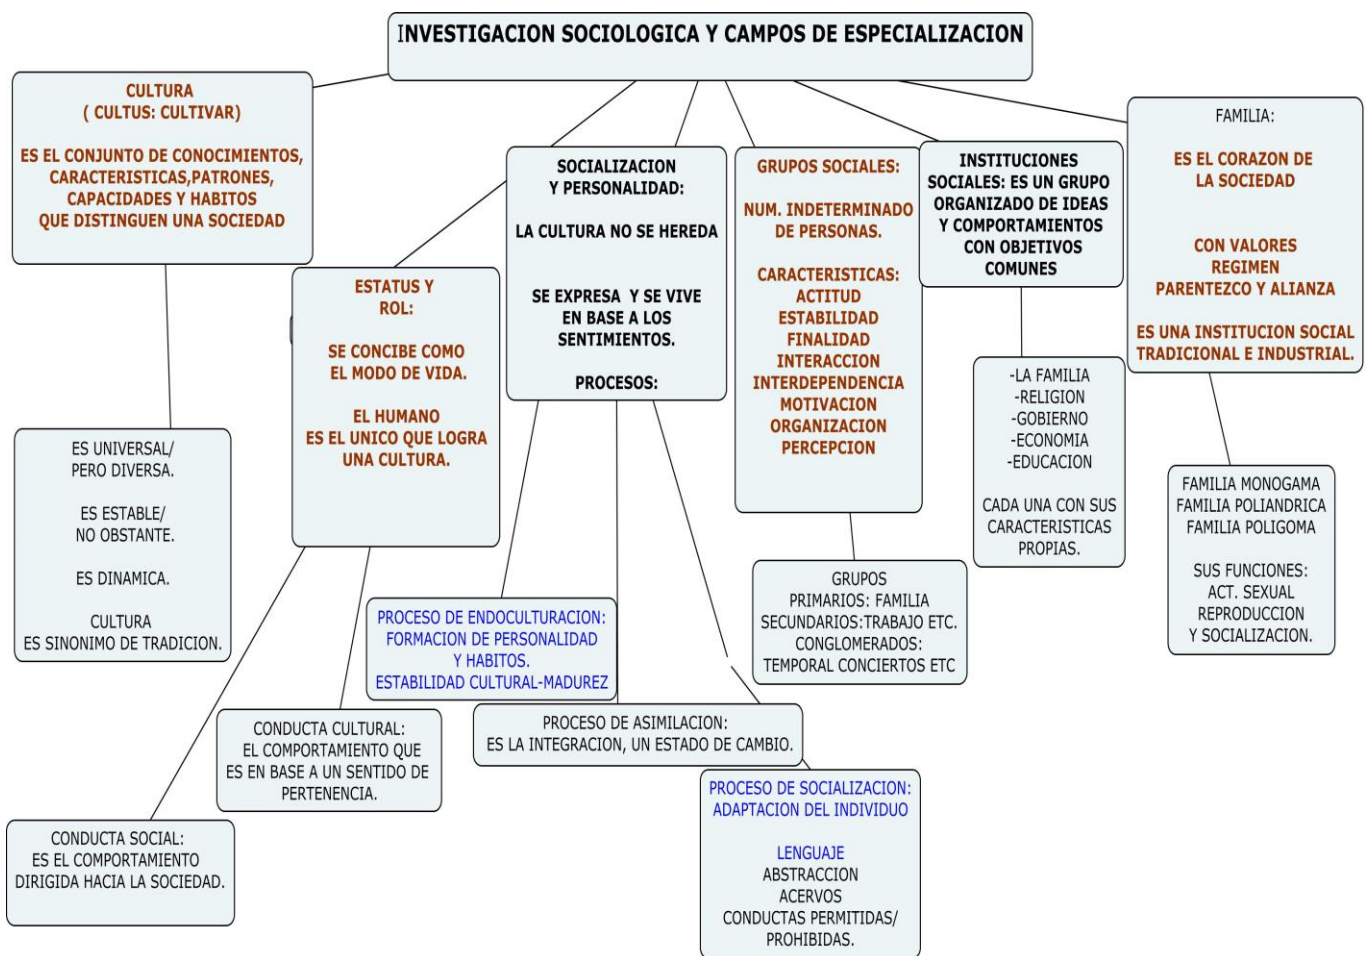 INVESTIGACION SOCIOLOGICA Y CAMPOS DE ESPECIALIZACION
CULTURA
( CULTUS: CULTIVAR)
ES EL CONJUNTO DE CONOCIMIENTOS,
CARACTERISTICAS,PATRONES,
CAPACIDADES Y HABITOS
QUE DISTINGUEN UNA SOCIEDAD
ES UNIVERSAL/
PERO DIVERSA.
ES ESTABLE/
NO OBSTANTE.
ES DINAMICA.
CULTURA
ES SINONIMO DE TRADICION.
ESTATUS Y
ROL:
SE CONCIBE COMO
EL MODO DE VIDA.
EL HUMANO
ES EL UNICO QUE LOGRA
UNA CULTURA.
CONDUCTA SOCIAL:
ES EL COMPORTAMIENTO
DIRIGIDA HACIA LA SOCIEDAD.
CONDUCTA CULTURAL:
EL COMPORTAMIENTO QUE
ES EN BASE A UN SENTIDO DE
PERTENENCIA.
SOCIALIZACION
Y PERSONALIDAD:
LA CULTURA NO SE HEREDA
SE EXPRESA Y SE VIVE
EN BASE A LOS
SENTIMIENTOS.
PROCESOS:
PROCESO DE ENDOCULTURACION:
FORMACION DE PERSONALIDAD
Y HABITOS.
ESTABILIDAD CULTURAL-MADUREZ
PROCESO DE ASIMILACION:
ES LA INTEGRACION, UN ESTADO DE CAMBIO.
PROCESO DE SOCIALIZACION:
ADAPTACION DEL INDIVIDUO
LENGUAJE
ABSTRACCION
ACERVOS
CONDUCTAS PERMITIDAS/
PROHIBIDAS.
GRUPOS SOCIALES:
NUM. INDETERMINADO
DE PERSONAS.
CARACTERISTICAS:
ACTITUD
ESTABILIDAD
FINALIDAD
INTERACCION
INTERDEPENDENCIA
MOTIVACION
ORGANIZACION
PERCEPCION
GRUPOS
PRIMARIOS: FAMILIA
SECUNDARIOS:TRABAJO ETC.
CONGLOMERADOS:
TEMPORAL CONCIERTOS ETC
INSTITUCIONES
SOCIALES: ES UN GRUPO
ORGANIZADO DE IDEAS
Y COMPORTAMIENTOS
CON OBJETIVOS
COMUNES
-LA FAMILIA
-RELIGION
-GOBIERNO
-ECONOMIA
-EDUCACION
CADA UNA CON SUS
CARACTERISTICAS
PROPIAS.
FAMILIA:
ES EL CORAZON DE
LA SOCIEDAD
CON VALORES
REGIMEN
PARENTEZCO Y ALIANZA
ES UNA INSTITUCION SOCIAL
TRADICIONAL E INDUSTRIAL.
FAMILIA MONOGAMA
FAMILIA POLIANDRICA
FAMILIA POLIGOMA
SUS FUNCIONES:
ACT. SEXUAL
REPRODUCCION
Y SOCIALIZACION.